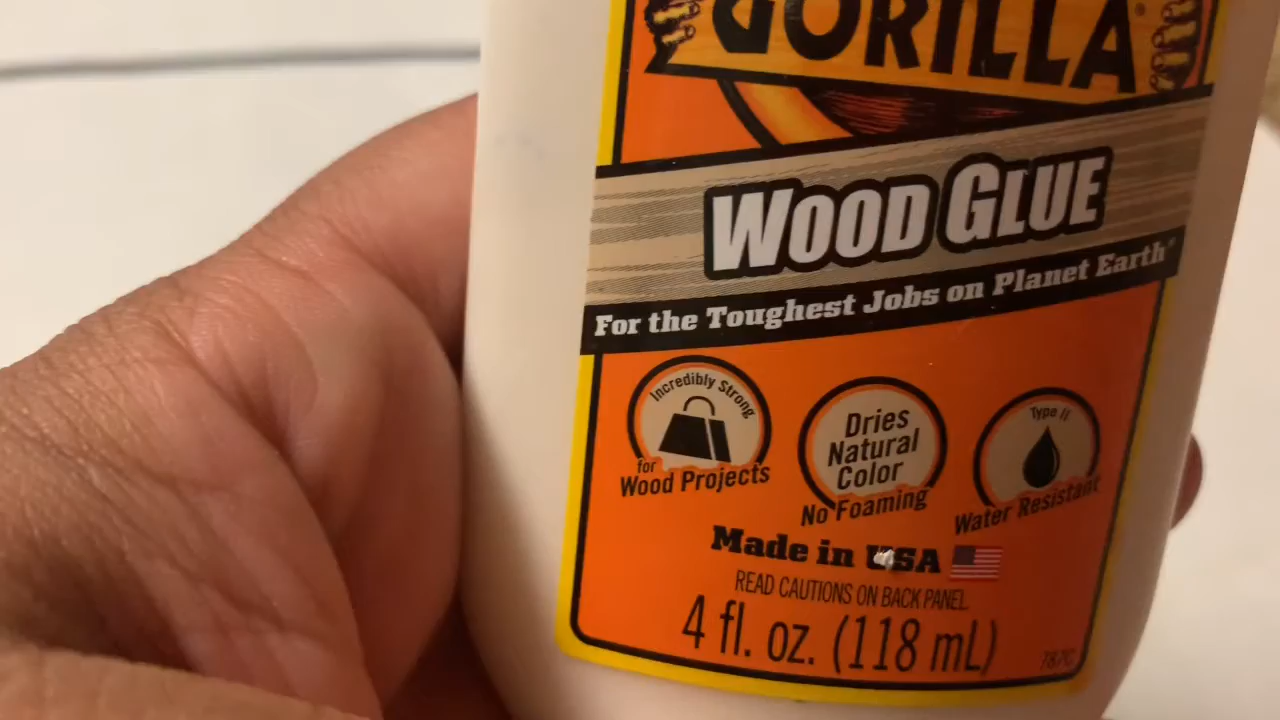 GORILLA®
WOOD GLUE
For the Toughest Jobs on Planet Earth®
Incredibly Strong
for
Wood Projects
Dries
Natural
Color
No Foaming
Type II
Water Resistant
Made in USA
READ CAUTIONS ON BACK PANEL
4 fl. oz. (118 mL)